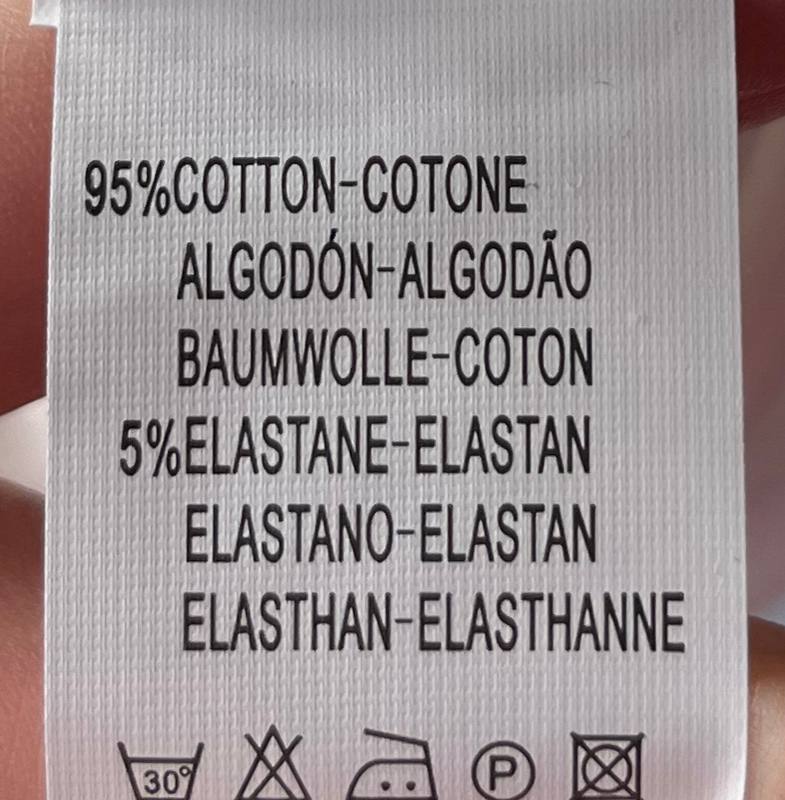 95%COTTON-COTONE
ALGODÓN-ALGODÃO
BAUMWOLLE-COTON
5%ELASTANE-ELASTAN
ELASTANO-ELASTAN
ELASTHAN-ELASTHANNE
30° P